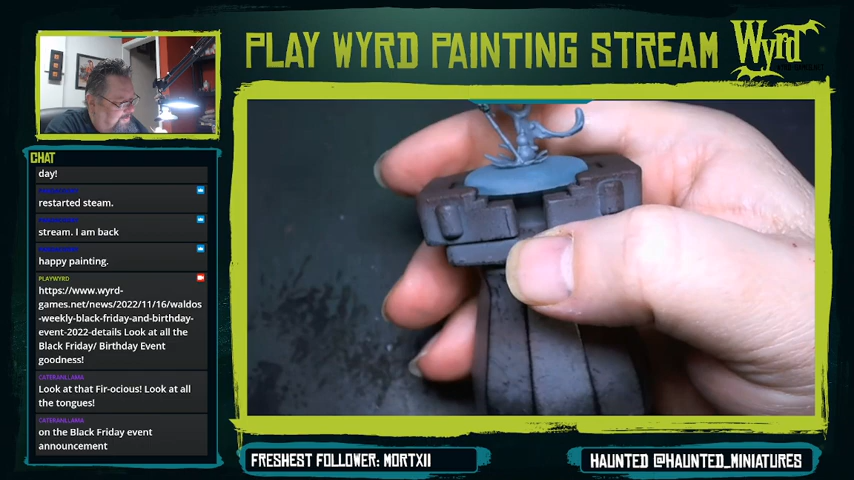 PLAY WYRD PAINTING STREAM
Wyrd
CHAT
day!
restarted steam.
stream. I am back
happy painting.
PLAYWYRD
https://www.wyrd-
games.net/news/2022/11/16/waldos
-weekly-black-friday-and-birthday-
event-2022-details Look at all the
Black Friday/ Birthday Event
goodness!
CATERANLLAMA
Look at that Fir-ocious! Look at all
the tongues!
CATERANLLAMA
on the Black Friday event
announcement
FRESHEST FOLLOWER: MORTXII
HAUNTED @HAUNTED_MINIATURES